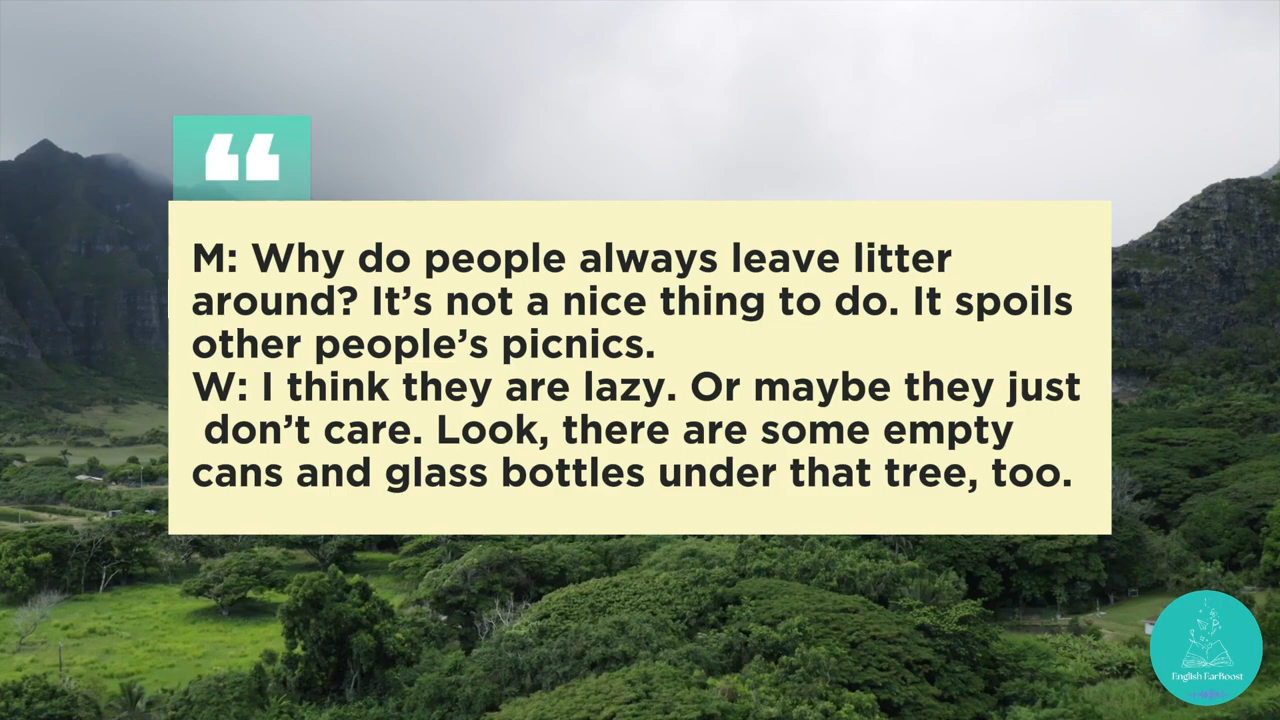 M: Why do people always leave litter
around? It’s not a nice thing to do. It spoils
other people’s picnics.
W: I think they are lazy. Or maybe they just
don’t care. Look, there are some empty
cans and glass bottles under that tree, too.
English EarBoost